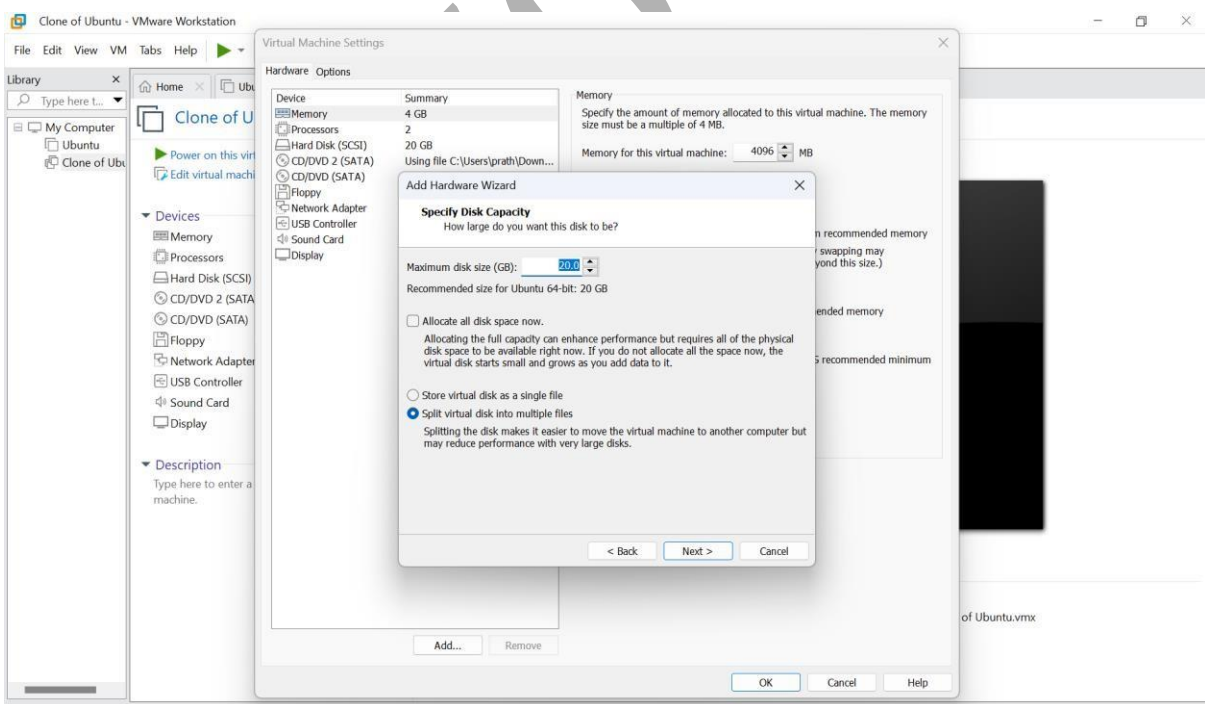 Clone of Ubuntu - VMware Workstation
File Edit View VM Tabs Help
Library
Type here t...
My Computer
Ubuntu
Clone of Ubu
Home
Ubu
Clone of U
Power on this virt
Edit virtual machi
Devices
Memory
Processors
Hard Disk (SCSI)
CD/DVD 2 (SATA
CD/DVD (SATA)
Floppy
Network Adapter
USB Controller
Sound Card
Display
Description
Type here to enter a
machine.
Virtual Machine Settings
Hardware Options
Device Summary
Memory 4 GB
Processors 2
Hard Disk (SCSI) 20 GB
CD/DVD 2 (SATA) Using file C:\Users\prath\Down...
CD/DVD (SATA)
Floppy
Network Adapter
USB Controller
Sound Card
Display
Memory
Specify the amount of memory allocated to this virtual machine. The memory
size must be a multiple of 4 MB.
Memory for this virtual machine: 4096 MB
recommended memory
swapping may
yond this size.)
ended memory
recommended minimum
Add Hardware Wizard
Specify Disk Capacity
How large do you want this disk to be?
Maximum disk size (GB): 20.0
Recommended size for Ubuntu 64-bit: 20 GB
Allocate all disk space now.
Allocating the full capacity can enhance performance but requires all of the physical
disk space to be available right now. If you do not allocate all the space now, the
virtual disk starts small and grows as you add data to it.
Store virtual disk as a single file
Split virtual disk into multiple files
Splitting the disk makes it easier to move the virtual machine to another computer but
may reduce performance with very large disks.
< Back Next > Cancel
of Ubuntu.vmx
Add... Remove
OK Cancel Help